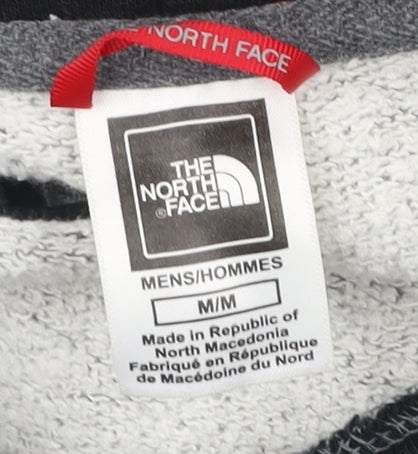 THE NORTH FACE
THE
NORTH
FACE
MENS/HOMMES
M/M
Made in Republic of
North Macedonia
Fabriqué en République
de Macédoine du Nord